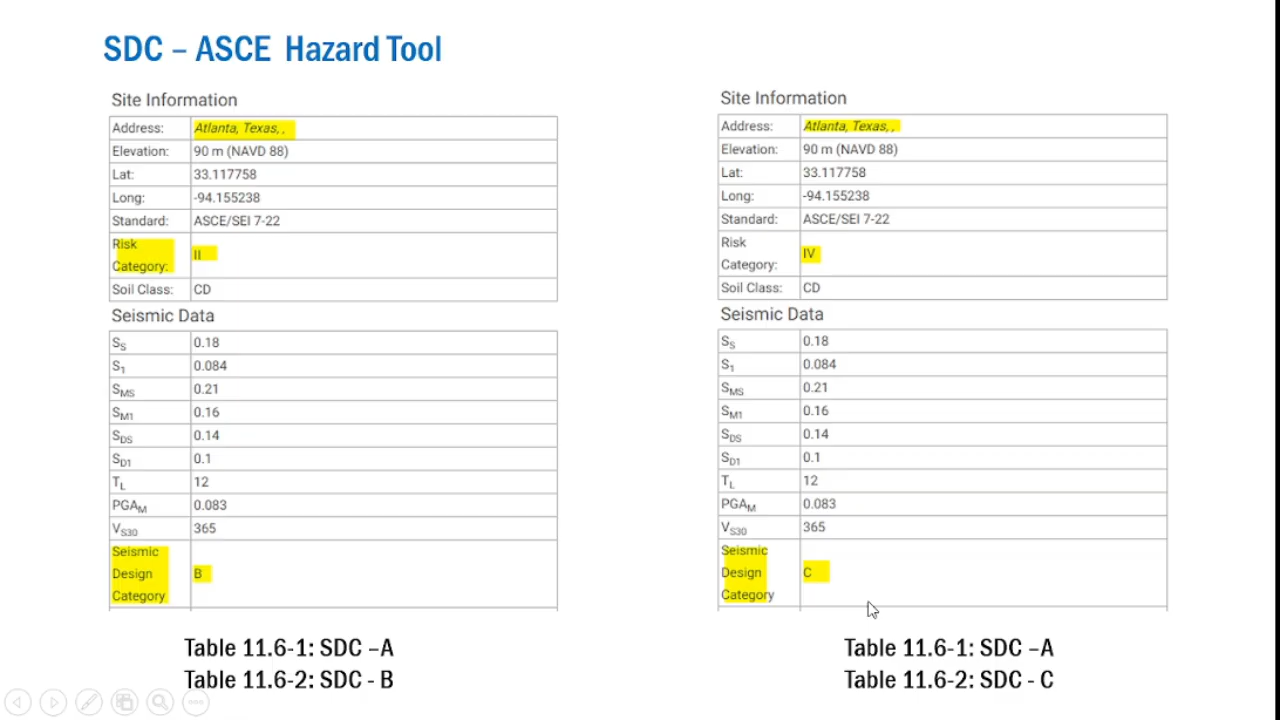 SDC – ASCE Hazard Tool
Site Information
Address: Atlanta, Texas, ,
Elevation: 90 m (NAVD 88)
Lat: 33.117758
Long: -94.155238
Standard: ASCE/SEI 7-22
Risk
Category: II
Soil Class: CD
Seismic Data
SS 0.18
S1 0.084
SMS 0.21
SM1 0.16
SDS 0.14
SD1 0.1
TL 12
PGAM 0.083
VS30 365
Seismic
Design B
Category
Table 11.6-1: SDC –A
Table 11.6-2: SDC - B
Site Information
Address: Atlanta, Texas, ,
Elevation: 90 m (NAVD 88)
Lat: 33.117758
Long: -94.155238
Standard: ASCE/SEI 7-22
Risk
Category: IV
Soil Class: CD
Seismic Data
SS 0.18
S1 0.084
SMS 0.21
SM1 0.16
SDS 0.14
SD1 0.1
TL 12
PGAM 0.083
VS30 365
Seismic
Design C
Category
Table 11.6-1: SDC –A
Table 11.6-2: SDC - C